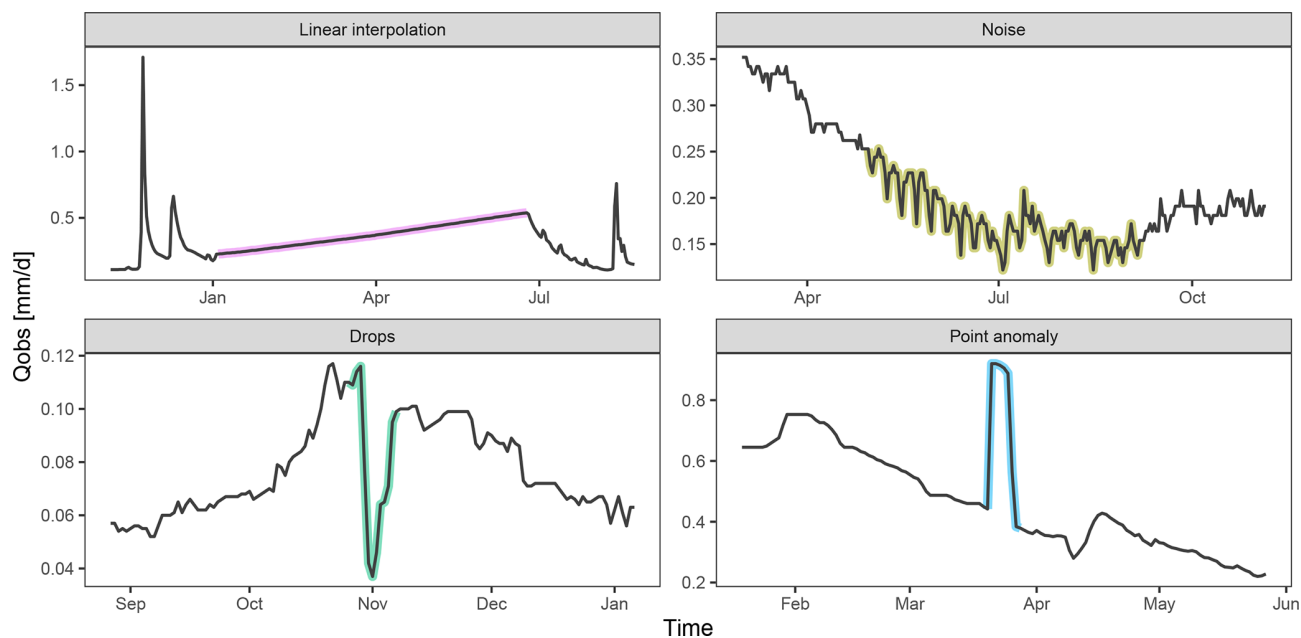 Linear interpolation
Noise
Qobs [mm/d]
1.5
1.0
0.5
Jan Apr Jul
0.35
0.30
0.25
0.20
0.15
Apr Jul Oct
Drops
Point anomaly
0.12
0.10
0.08
0.06
0.04
Sep Oct Nov Dec Jan
0.8
0.6
0.4
0.2
Feb Mar Apr May Jun
Time